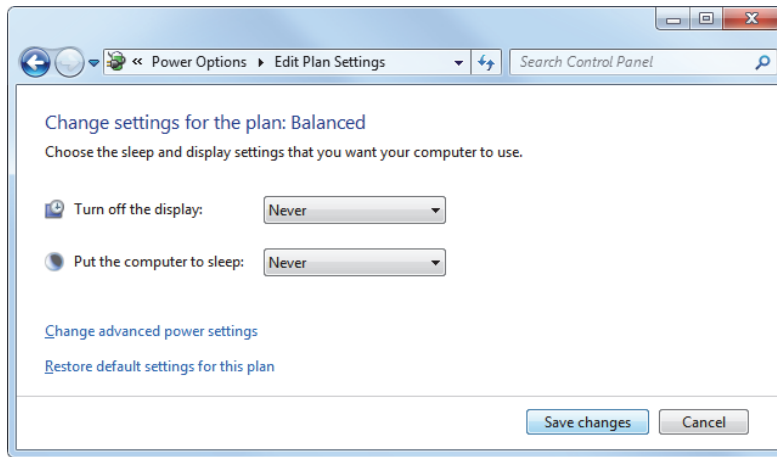 « Power Options ▸ Edit Plan Settings
Search Control Panel
Change settings for the plan: Balanced
Choose the sleep and display settings that you want your computer to use.
Turn off the display: Never
Put the computer to sleep: Never
Change advanced power settings
Restore default settings for this plan
Save changes Cancel